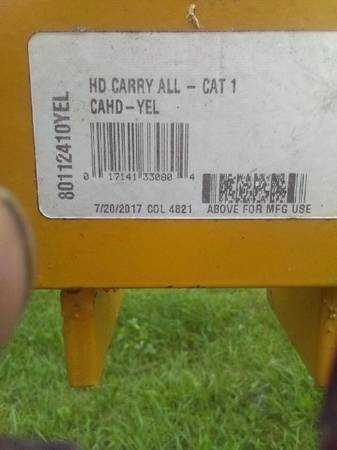 HD CARRY ALL - CAT 1
CAHD-YEL
80112410YEL
0 17141 33080 4
7/20/2017 COL 4821 ABOVE FOR MFG USE